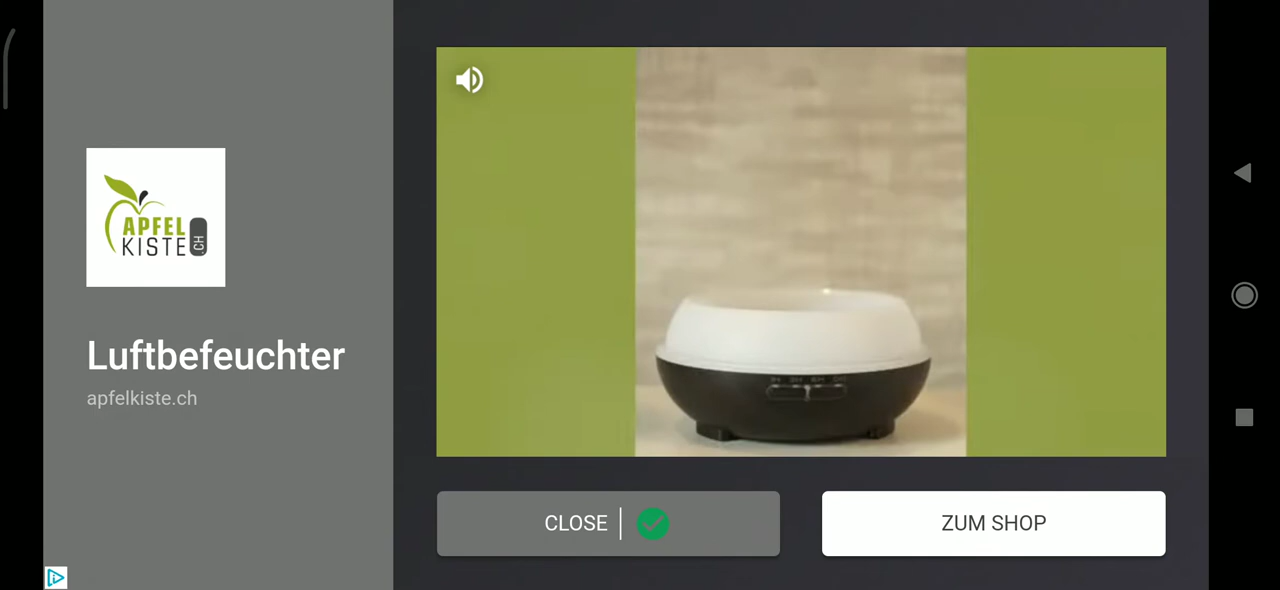 APFEL
KISTE.CH
Luftbefeuchter
apfelkiste.ch
CLOSE
ZUM SHOP